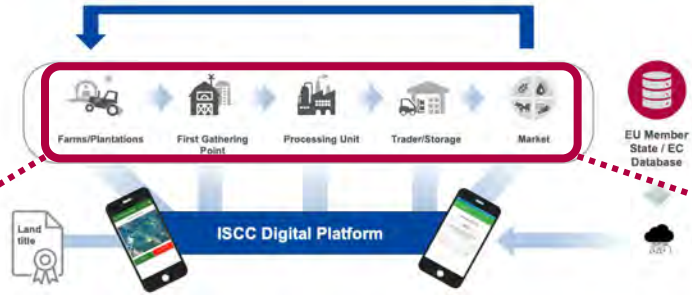 Farms/Plantations
First Gathering
Point
Processing Unit
Trader/Storage
Market
EU Member
State / EC
Database
Land
title
ISCC Digital Platform